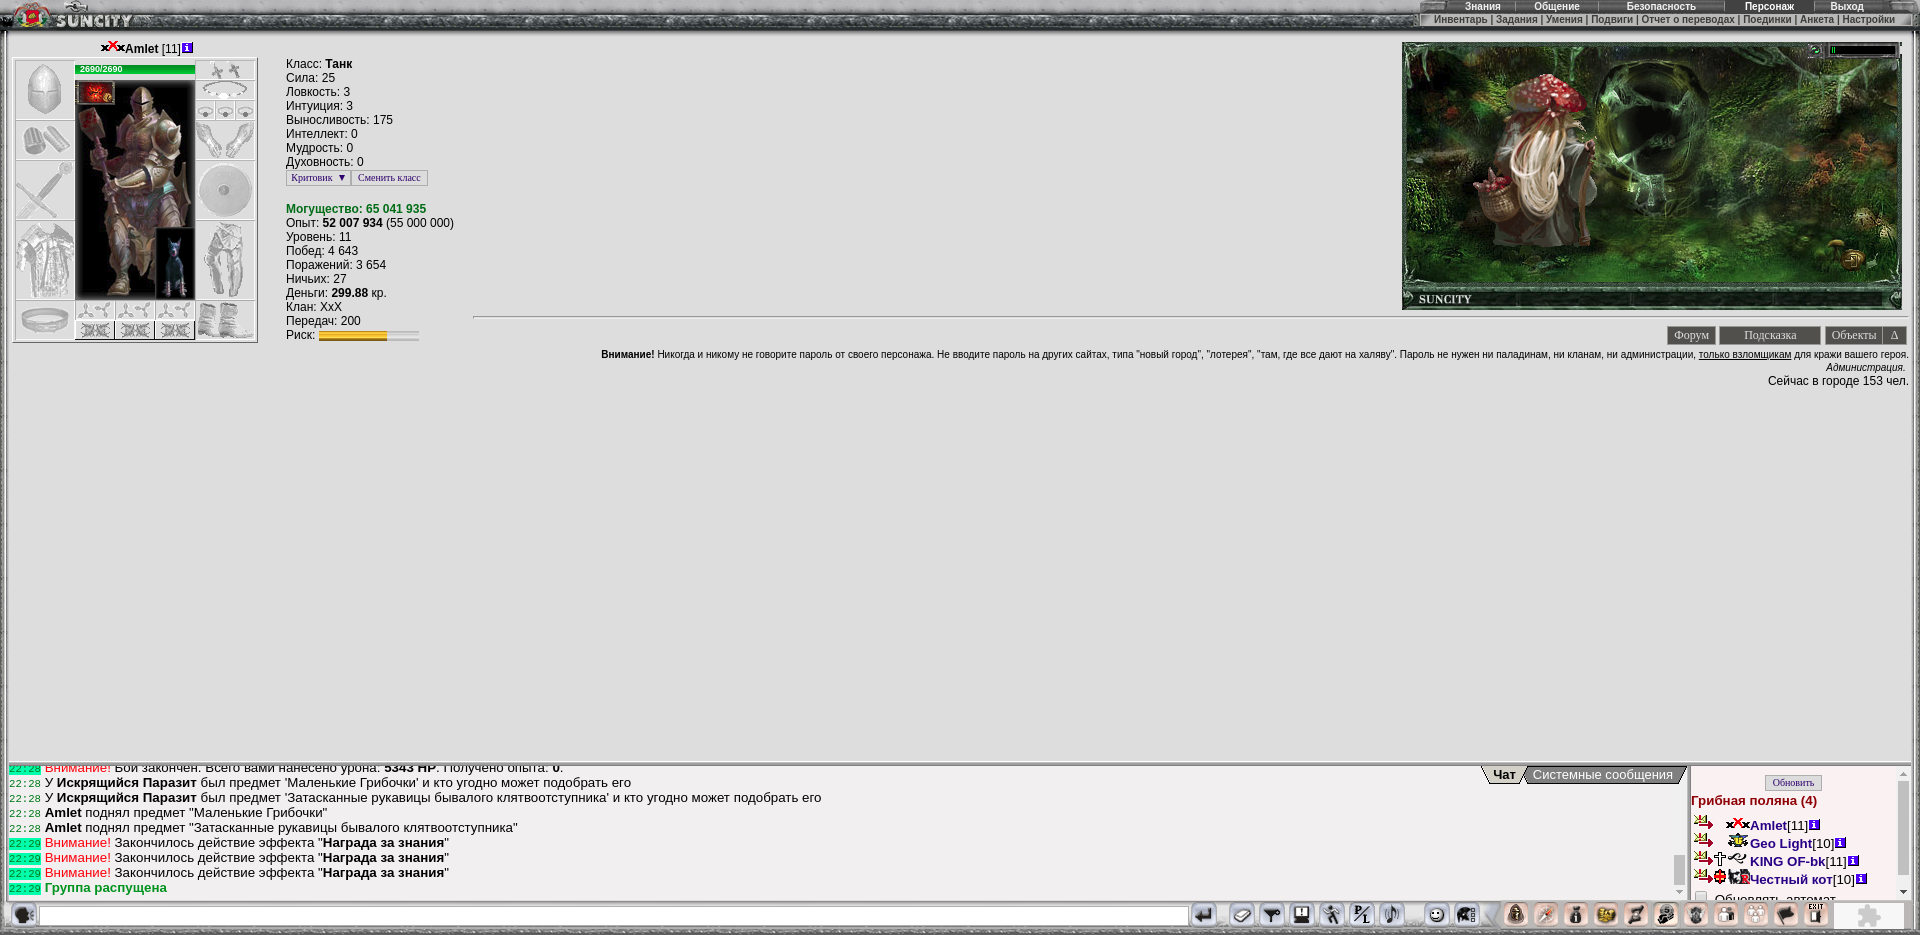 SUNCITY
Знания Общение Безопасность Персонаж Выход
Инвентарь | Задания | Умения | Подвиги | Отчет о переводах | Поединки | Анкета | Настройки
Amlet [11]
2690/2690
Класс: Танк
Сила: 25
Ловкость: 3
Интуиция: 3
Выносливость: 175
Интеллект: 0
Мудрость: 0
Духовность: 0
Критовик ▼ Сменить класс
Могущество: 65 041 935
Опыт: 52 007 934 (55 000 000)
Уровень: 11
Побед: 4 643
Поражений: 3 654
Ничьих: 27
Деньги: 299.88 кр.
Клан: XxX
Передач: 200
Риск:
SUNCITY
Форум Подсказка Объекты Δ
Внимание! Никогда и никому не говорите пароль от своего персонажа. Не вводите пароль на других сайтах, типа "новый город", "лотерея", "там, где все дают на халяву". Пароль не нужен ни паладинам, ни кланам, ни администрации, только взломщикам для кражи вашего героя.
Администрация.
Сейчас в городе 153 чел.
Чат Системные сообщения
22:28 Внимание! Бой закончен. Всего вами нанесено урона: 5343 HP. Получено опыта: 0.
22:28 У Искрящийся Паразит был предмет 'Маленькие Грибочки' и кто угодно может подобрать его
22:28 У Искрящийся Паразит был предмет 'Затасканные рукавицы бывалого клятвоотступника' и кто угодно может подобрать его
22:28 Amlet поднял предмет "Маленькие Грибочки"
22:28 Amlet поднял предмет "Затасканные рукавицы бывалого клятвоотступника"
22:29 Внимание! Закончилось действие эффекта "Награда за знания"
22:29 Внимание! Закончилось действие эффекта "Награда за знания"
22:29 Внимание! Закончилось действие эффекта "Награда за знания"
22:29 Группа распущена
Обновить
Грибная поляна (4)
Amlet[11]
Geo Light[10]
KING OF-bk[11]
Честный кот[10]
Обновлять автомат.
P/L
EXIT